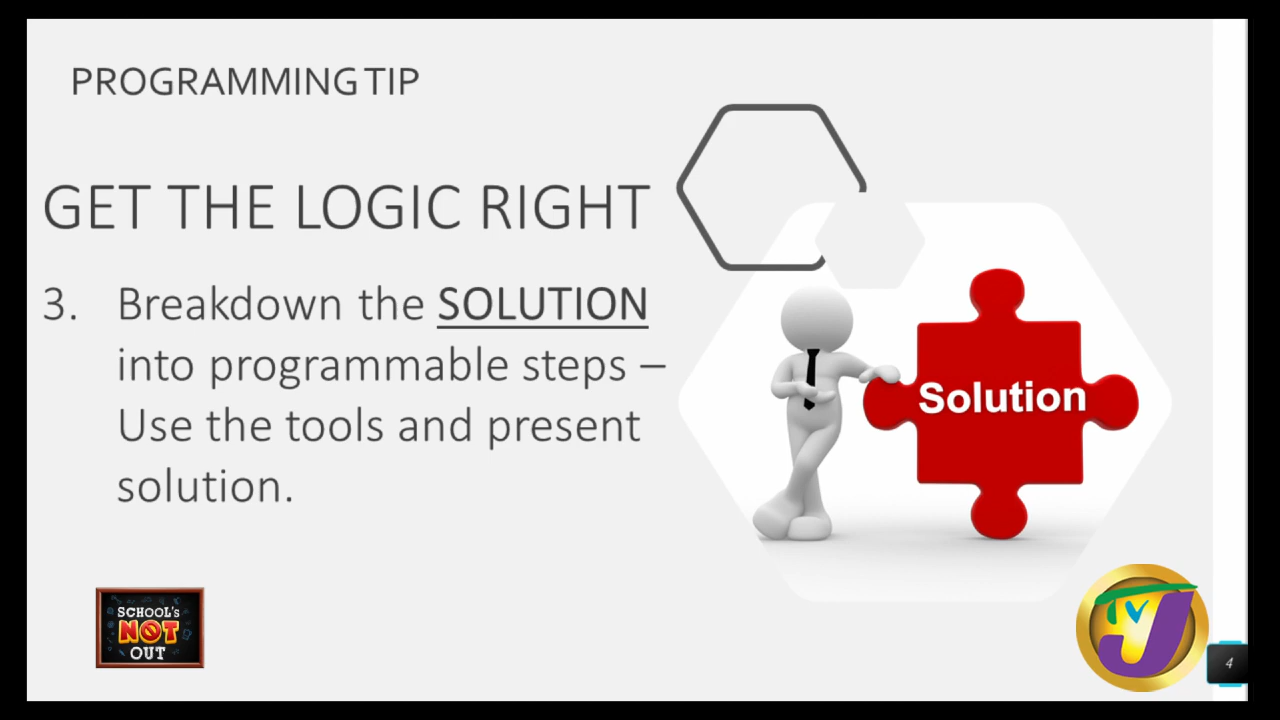 PROGRAMMING TIP
GET THE LOGIC RIGHT
3. Breakdown the SOLUTION
into programmable steps –
Use the tools and present
solution.
Solution
SCHOOL's
NOT
OUT
TVJ
4